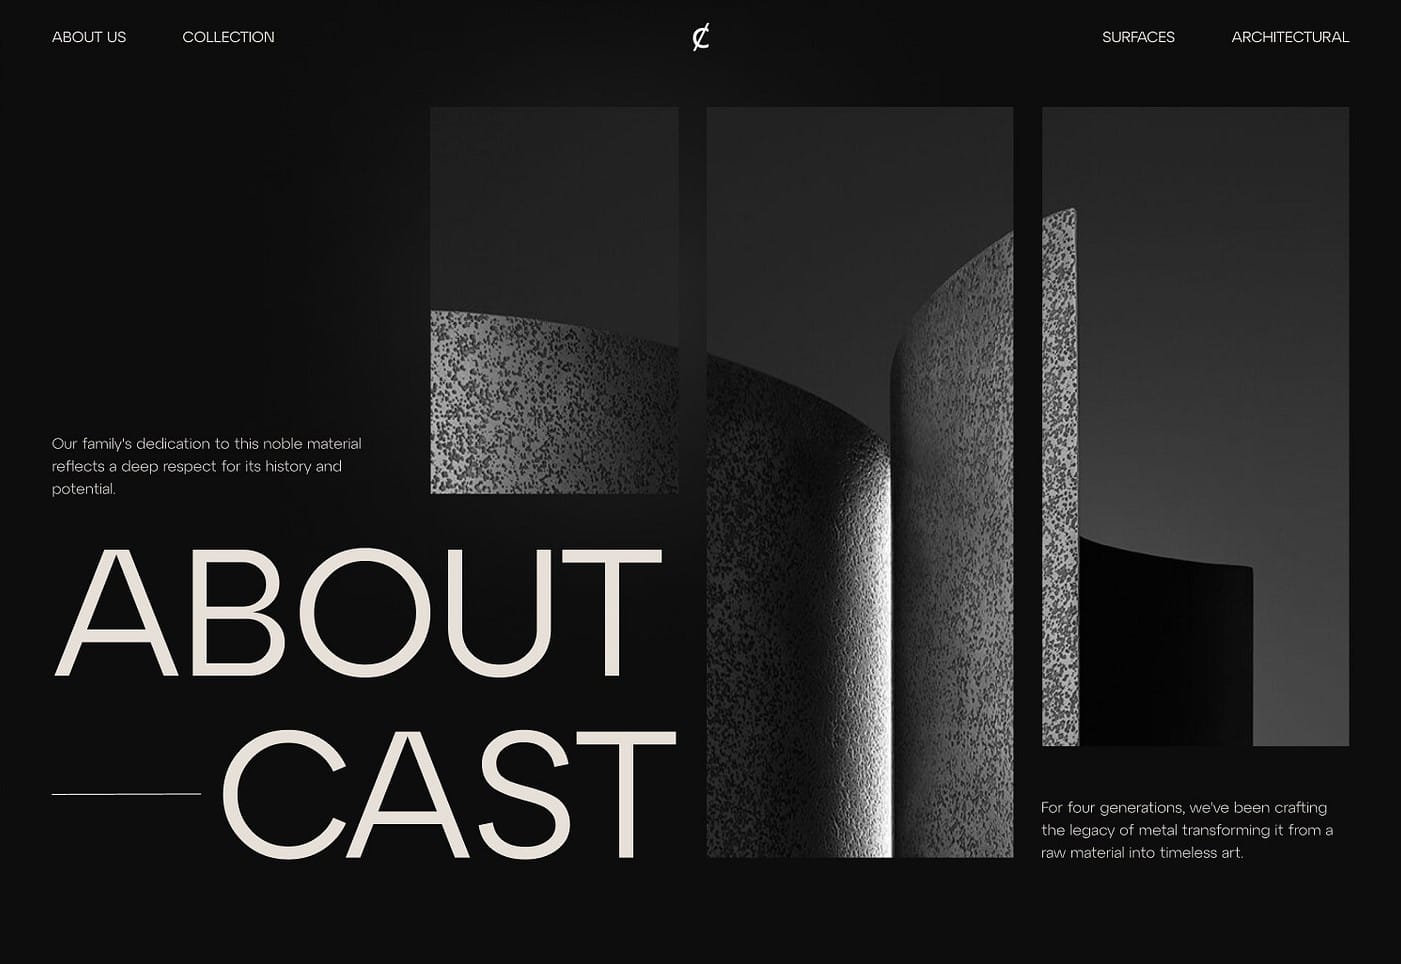 ABOUT US
COLLECTION
SURFACES
ARCHITECTURAL
Our family's dedication to this noble material
reflects a deep respect for its history and
potential.
ABOUT
CAST
For four generations, we've been crafting
the legacy of metal transforming it from a
raw material into timeless art.